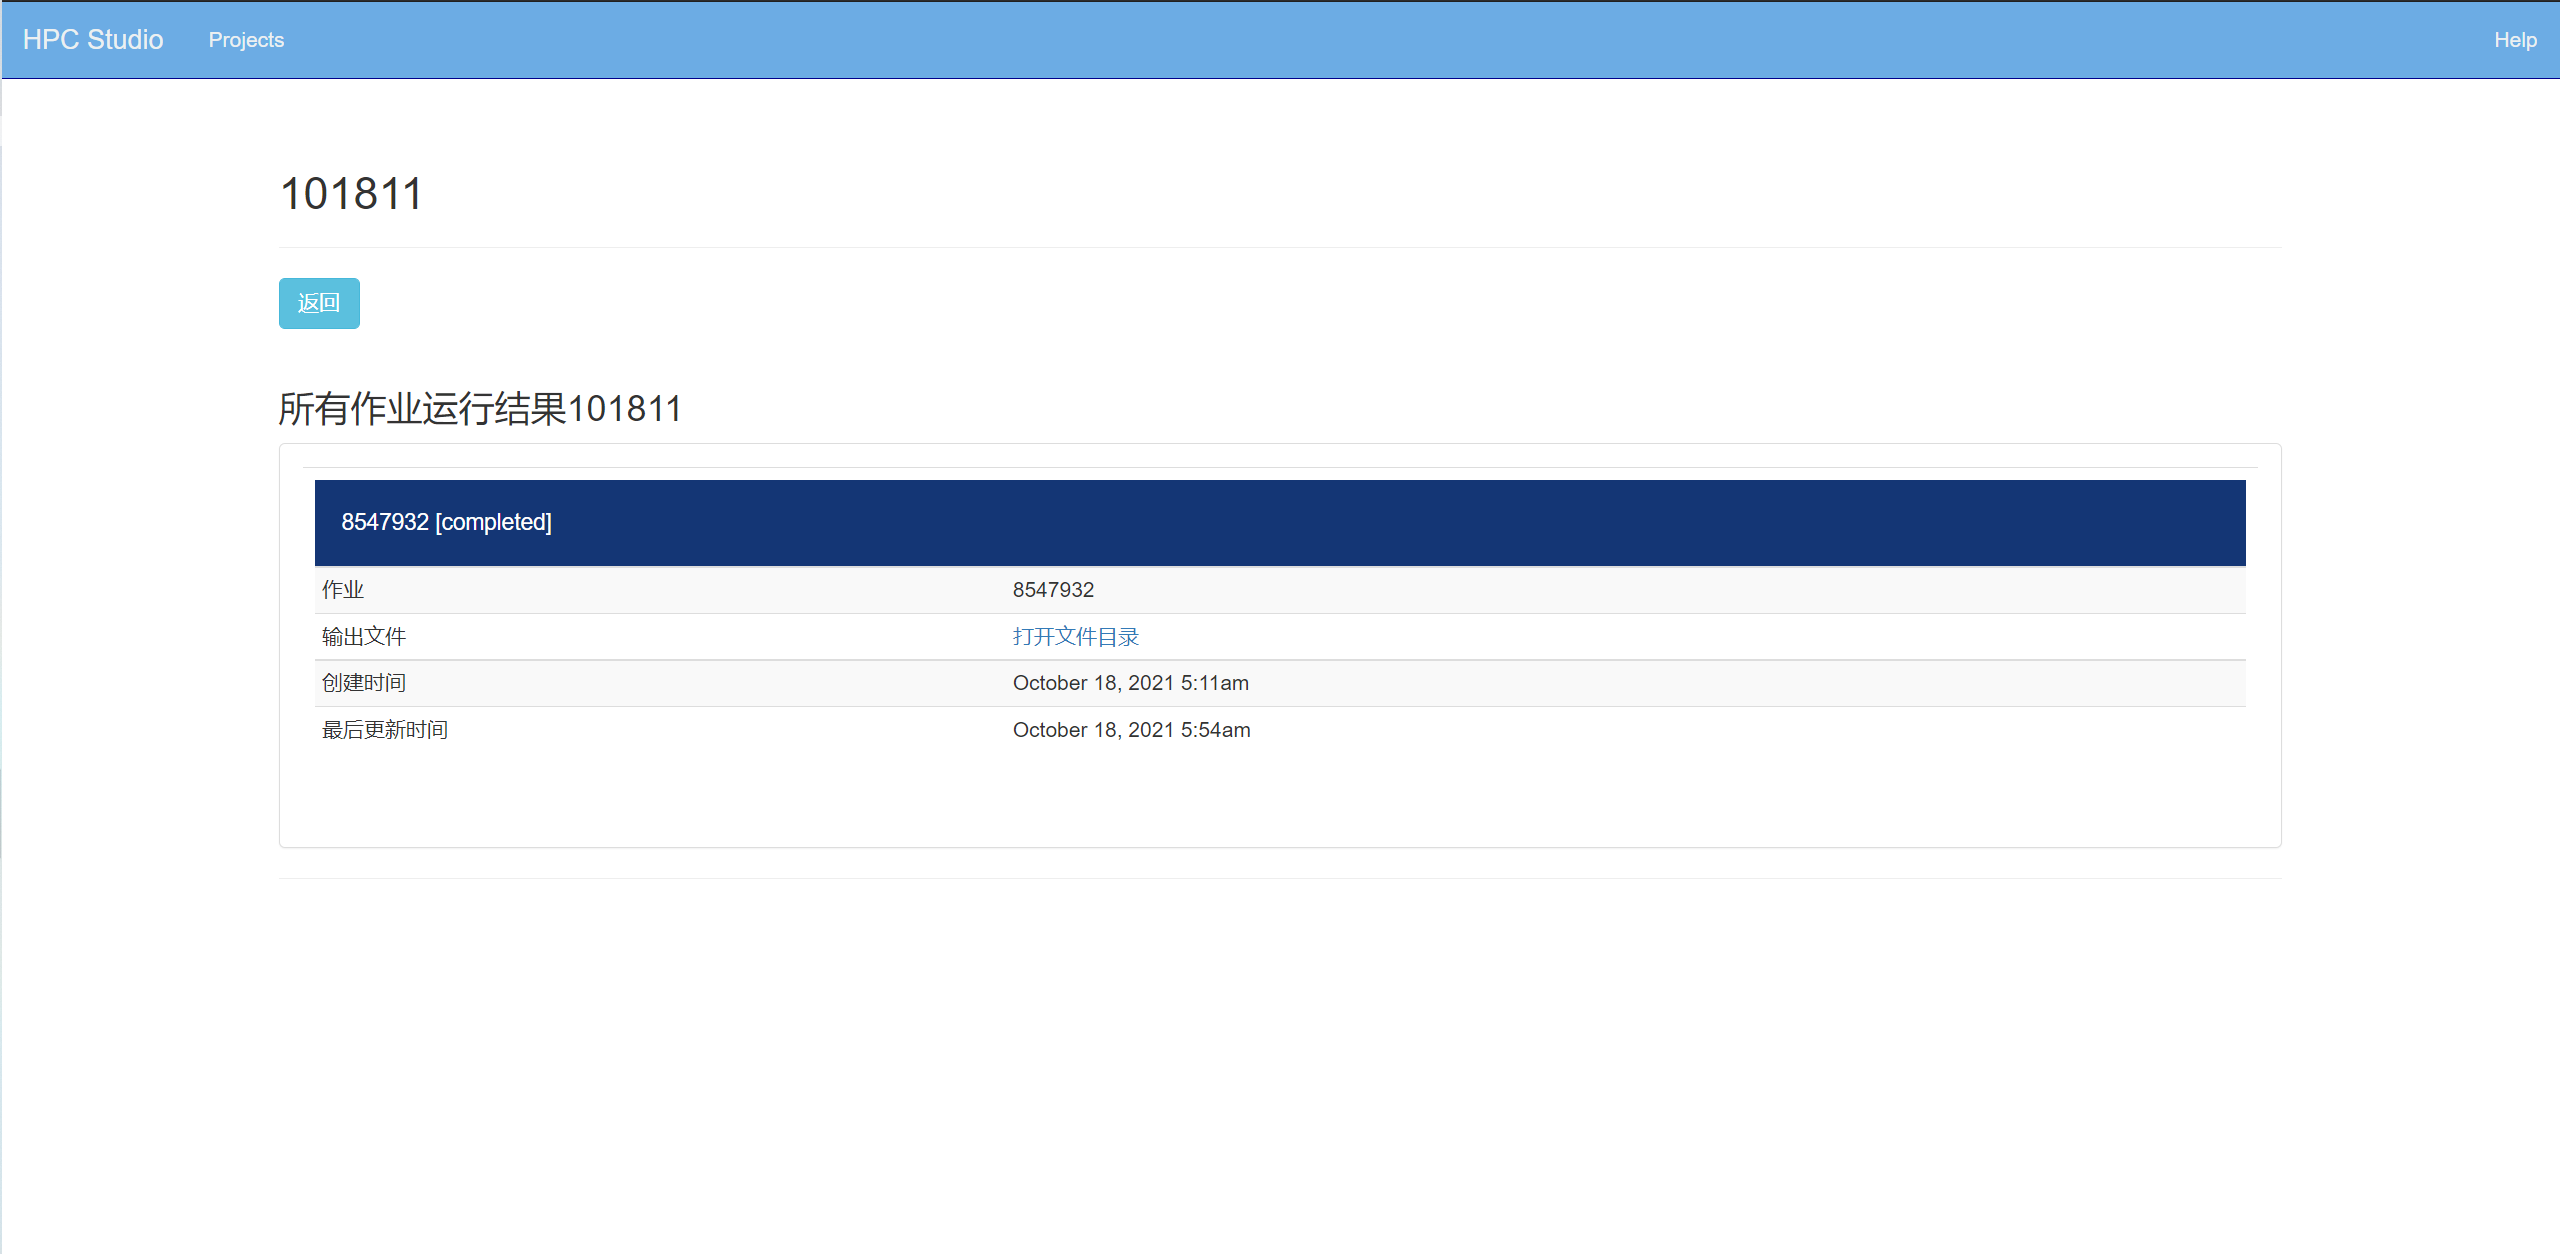 HPC Studio Projects Help
101811
返回
所有作业运行结果101811
8547932 [completed]
作业 8547932
输出文件 打开文件目录
创建时间 October 18, 2021 5:11am
最后更新时间 October 18, 2021 5:54am